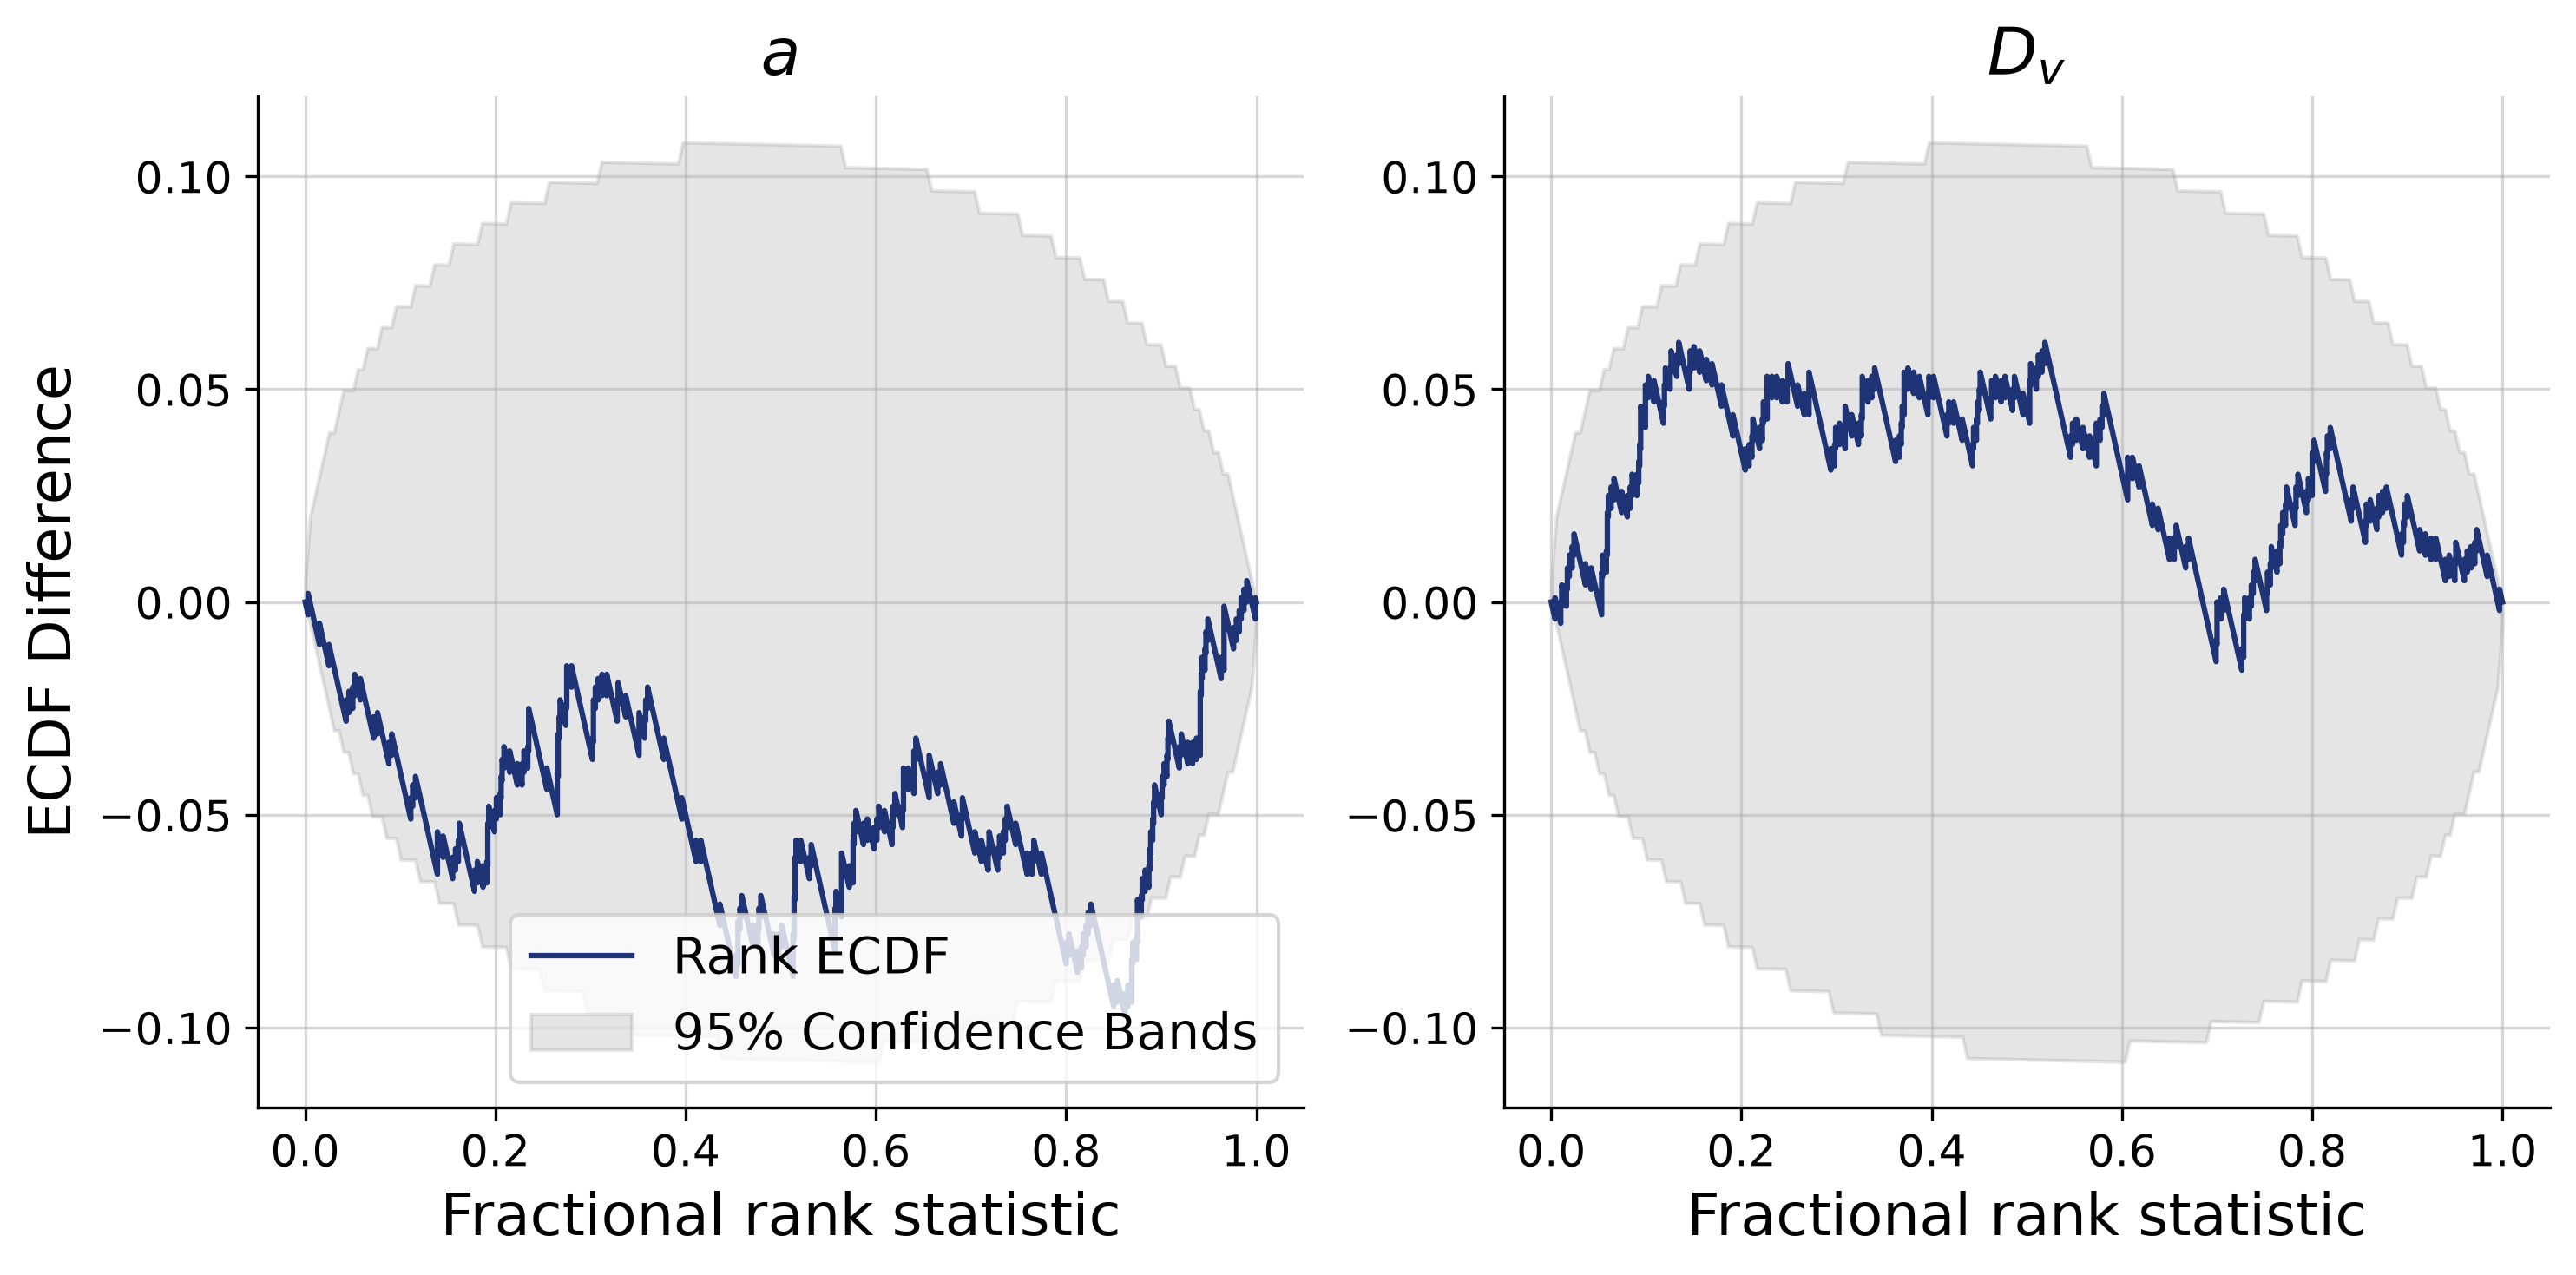 a
D_v
ECDF Difference
0.10
0.05
0.00
−0.05
−0.10
0.10
0.05
0.00
−0.05
−0.10
Rank ECDF
95% Confidence Bands
0.0 0.2 0.4 0.6 0.8 1.0
0.0 0.2 0.4 0.6 0.8 1.0
Fractional rank statistic
Fractional rank statistic